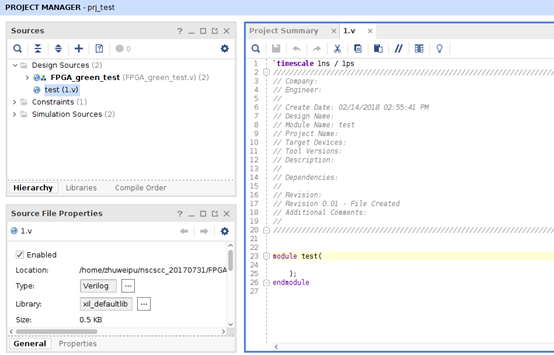 PROJECT MANAGER - prj_test
Sources
? _ □ ✕
0
Design Sources (2)
FPGA_green_test (FPGA_green_test.v) (2)
test (1.v)
Constraints (1)
Simulation Sources (2)
Hierarchy Libraries Compile Order
Source File Properties
1.v
Enabled
Location: /home/zhuweipu/nscscc_20170731/FPGA
Type: Verilog ...
Library: xil_defaultlib ...
Size: 0.5 KB
General Properties
Project Summary 1.v
1 `timescale 1ns / 1ps
2 //////////////////////////////////////////////////////////////////
3 // Company:
4 // Engineer:
5 //
6 // Create Date: 02/14/2018 02:55:41 PM
7 // Design Name:
8 // Module Name: test
9 // Project Name:
10 // Target Devices:
11 // Tool Versions:
12 // Description:
13 //
14 // Dependencies:
15 //
16 // Revision:
17 // Revision 0.01 - File Created
18 // Additional Comments:
19 //
20 //////////////////////////////////////////////////////////////////
21
22
23 module test(
24
25 );
26 endmodule
27